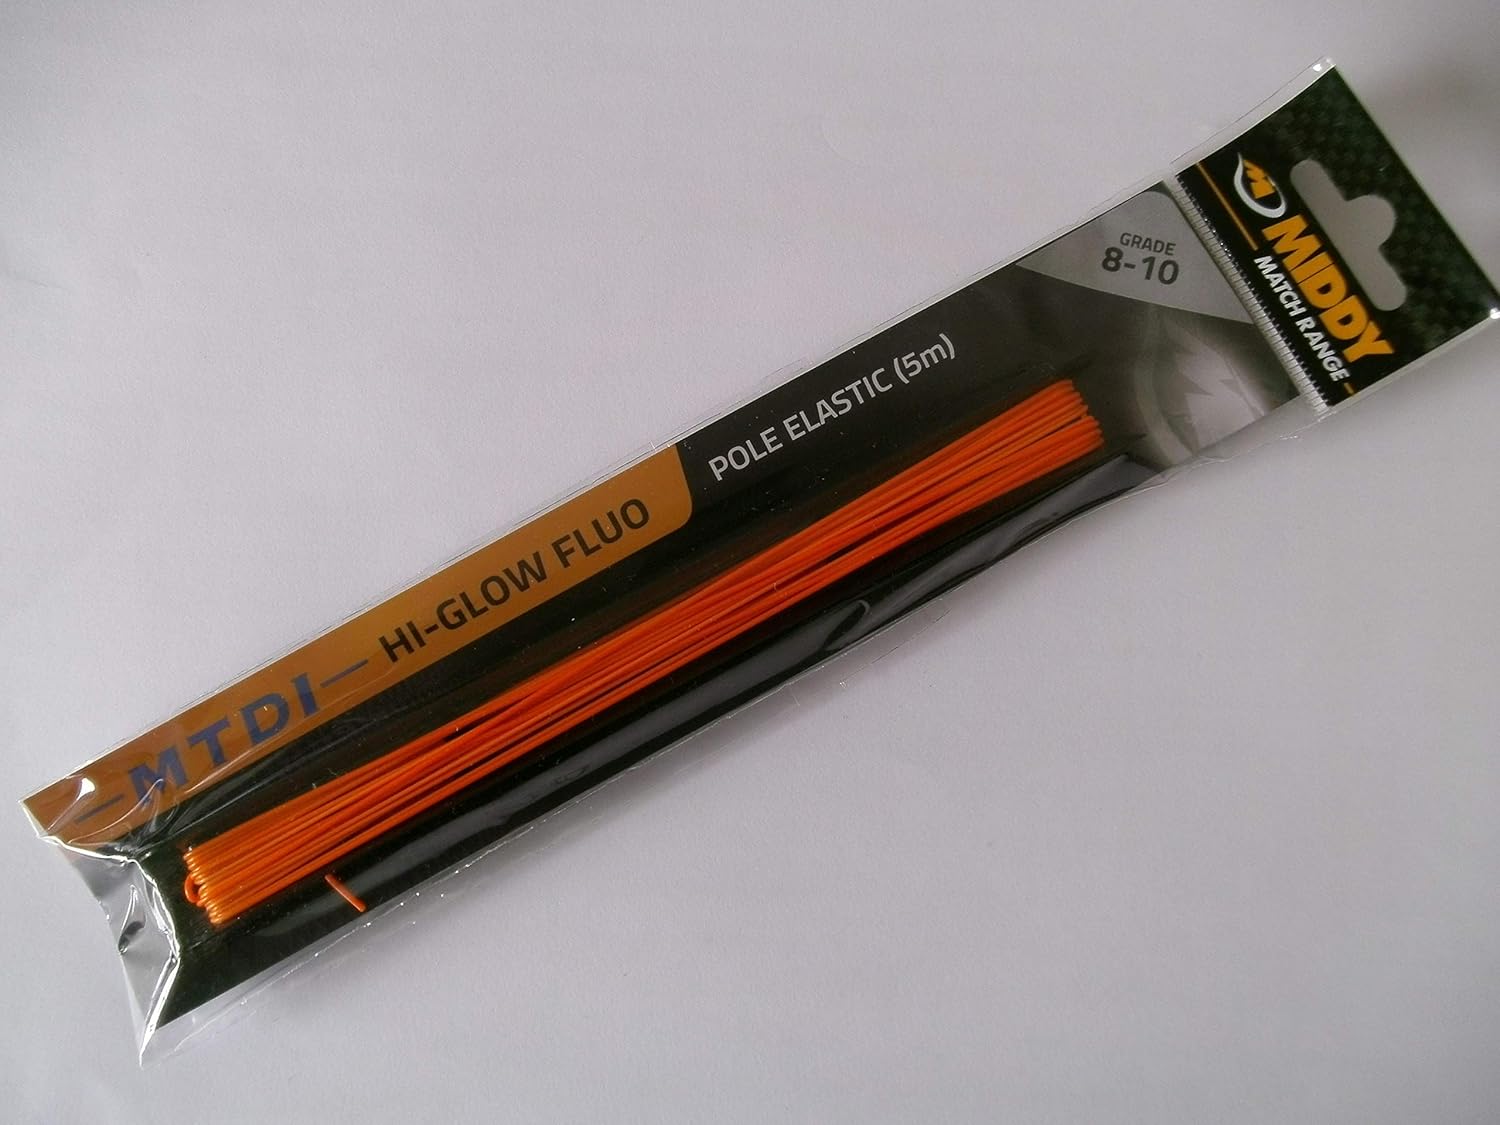 MIDDY
MATCH RANGE
GRADE
8-10
POLE ELASTIC (5m)
MTDI
HI-GLOW FLUO